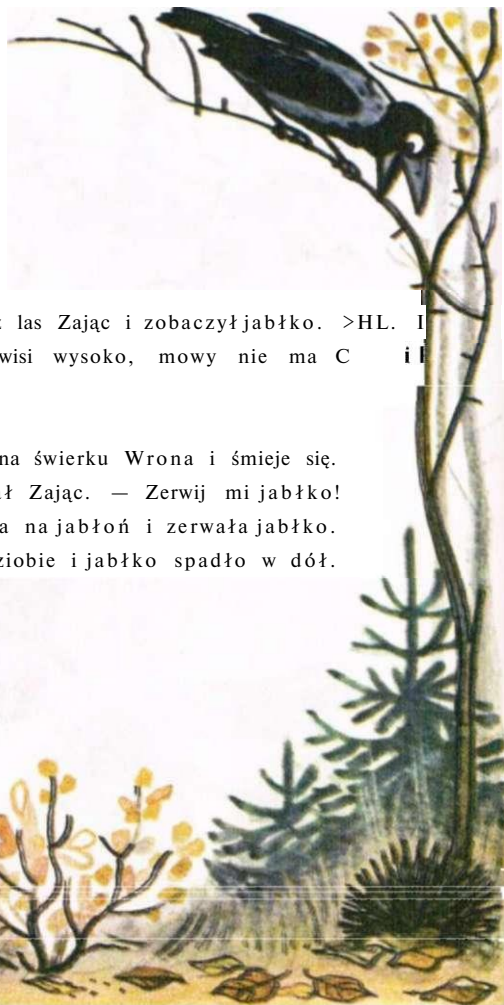 las Zając i zobaczył jabłko. >HL. I
wisi wysoko, mowy nie ma C i
na świerku Wrona i śmieje się.
Zając. — Zerwij mi jabłko!
na jabłoń i zerwała jabłko.
i jabłko spadło w dół.